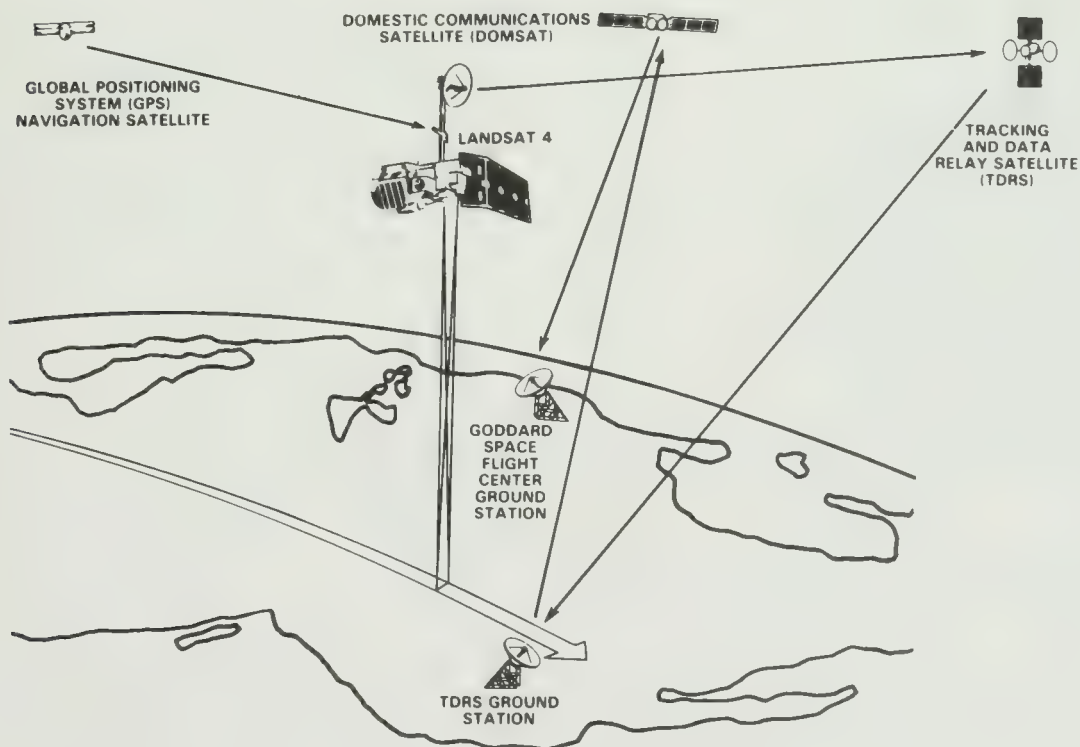 DOMESTIC COMMUNICATIONS
SATELLITE (DOMSAT)
GLOBAL POSITIONING
SYSTEM (GPS)
NAVIGATION SATELLITE
LANDSAT 4
TRACKING
AND DATA
RELAY SATELLITE
(TDRS)
GODDARD
SPACE
FLIGHT
CENTER
GROUND
STATION
TDRS GROUND
STATION